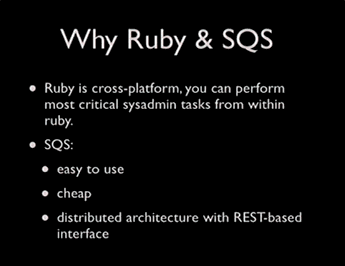 Why Ruby & SQS
• Ruby is cross-platform, you can perform
most critical sysadmin tasks from within
ruby.
• SQS:
• easy to use
• cheap
• distributed architecture with REST-based
interface